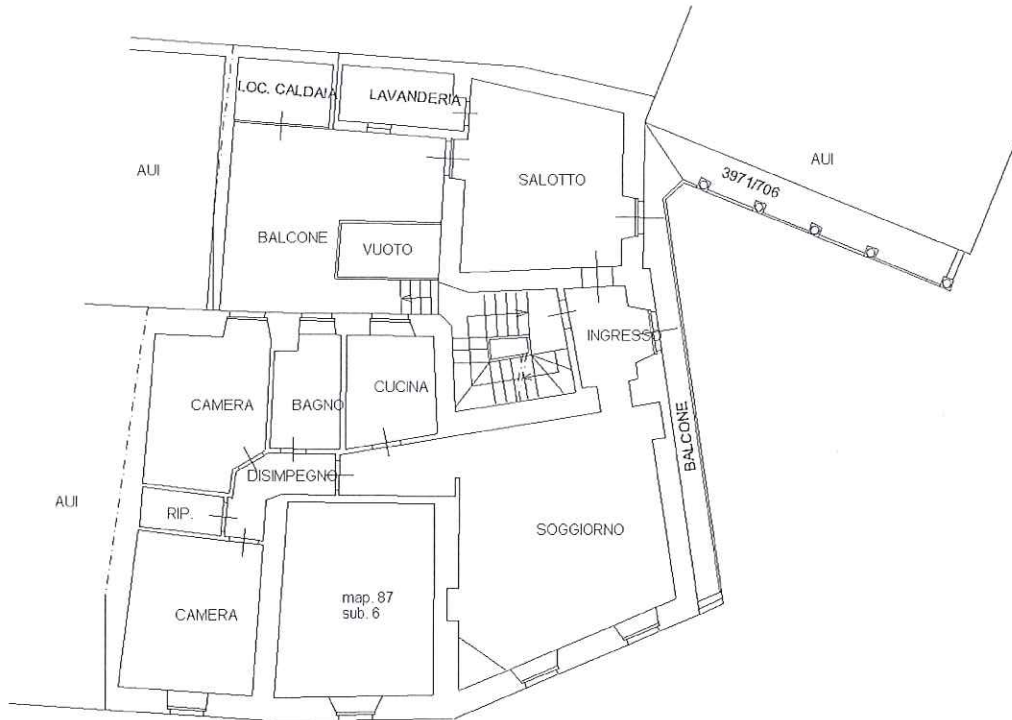 LOC. CALDAIA
LAVANDERIA
AUI
AUI
3971/706
SALOTTO
BALCONE
VUOTO
INGRESSO
CUCINA
CAMERA
BAGNO
BALCONE
DISIMPEGNO
AUI
RIP.
SOGGIORNO
map. 87
sub. 6
CAMERA